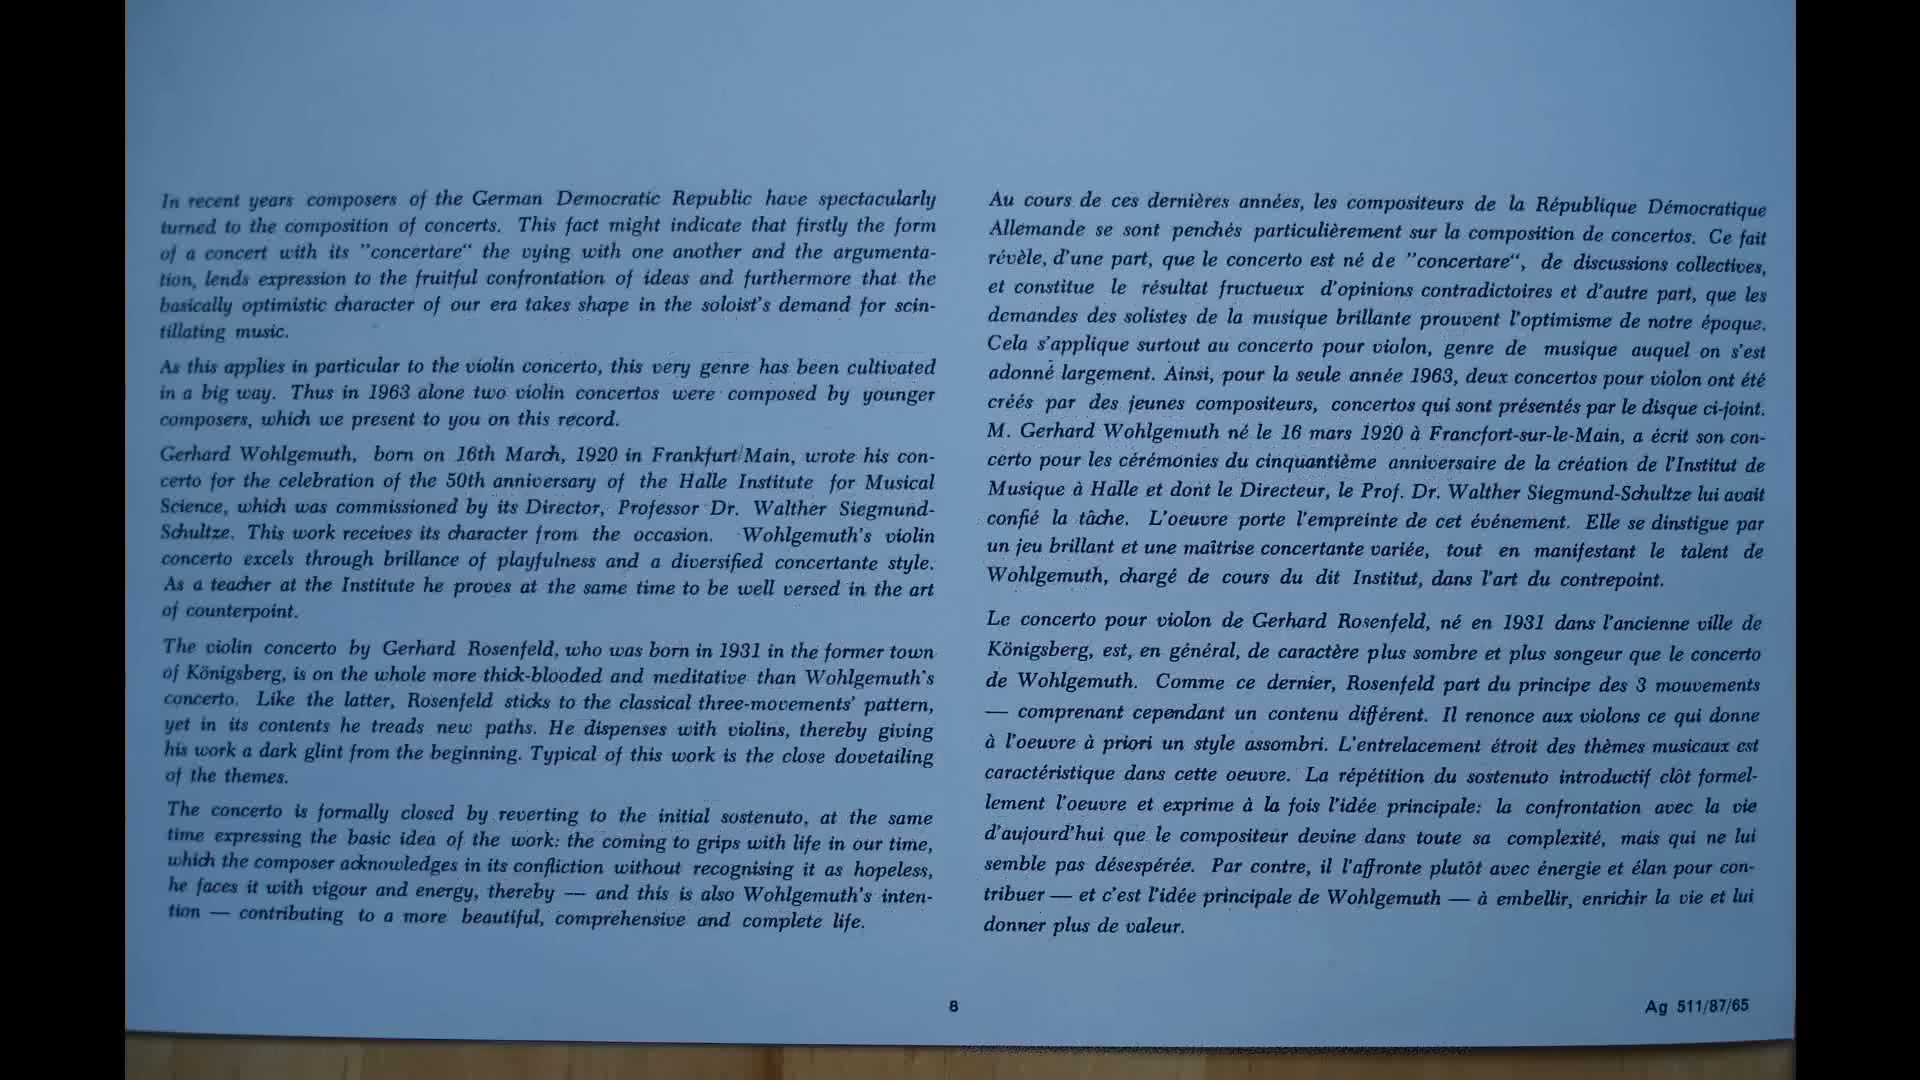 In recent years composers of the German Democratic Republic have spectacularly
turned to the composition of concerts. This fact might indicate that firstly the form
of a concert with its "concertare“ the vying with one another and the argumenta-
tion, lends expression to the fruitful confrontation of ideas and furthermore that the
basically optimistic character of our era takes shape in the soloist's demand for scin-
tillating music.
As this applies in particular to the violin concerto, this very genre has been cultivated
in a big way. Thus in 1963 alone two violin concertos were composed by younger
composers, which we present to you on this record.
Gerhard Wohlgemuth, born on 16th March, 1920 in Frankfurt/Main, wrote his con-
certo for the celebration of the 50th anniversary of the Halle Institute for Musical
Science, which was commissioned by its Director, Professor Dr. Walther Siegmund-
Schultze. This work receives its character from the occasion. Wohlgemuth's violin
concerto excels through brillance of playfulness and a diversified concertante style.
As a teacher at the Institute he proves at the same time to be well versed in the art
of counterpoint.
The violin concerto by Gerhard Rosenfeld, who was born in 1931 in the former town
of Königsberg, is on the whole more thick-blooded and meditative than Wohlgemuth's
concerto. Like the latter, Rosenfeld sticks to the classical three-movements' pattern,
yet in its contents he treads new paths. He dispenses with violins, thereby giving
his work a dark glint from the beginning. Typical of this work is the close dovetailing
of the themes.
The concerto is formally closed by reverting to the initial sostenuto, at the same
time expressing the basic idea of the work: the coming to grips with life in our time,
which the composer acknowledges in its confliction without recognising it as hopeless,
he faces it with vigour and energy, thereby — and this is also Wohlgemuth's inten-
tion — contributing to a more beautiful, comprehensive and complete life.
Au cours de ces dernières années, les compositeurs de la République Démocratique
Allemande se sont penchés particulièrement sur la composition de concertos. Ce fait
révèle, d'une part, que le concerto est né de "concertare“, de discussions collectives,
et constitue le résultat fructueux d'opinions contradictoires et d'autre part, que les
demandes des solistes de la musique brillante prouvent l'optimisme de notre époque.
Cela s'applique surtout au concerto pour violon, genre de musique auquel on s'est
adonné largement. Ainsi, pour la seule année 1963, deux concertos pour violon ont été
créés par des jeunes compositeurs, concertos qui sont présentés par le disque ci-joint.
M. Gerhard Wohlgemuth né le 16 mars 1920 à Francfort-sur-le-Main, a écrit son con-
certo pour les cérémonies du cinquantième anniversaire de la création de l'Institut de
Musique à Halle et dont le Directeur, le Prof. Dr. Walther Siegmund-Schultze lui avait
confié la tâche. L'oeuvre porte l'empreinte de cet événement. Elle se dinstigue par
un jeu brillant et une maîtrise concertante variée, tout en manifestant le talent de
Wohlgemuth, chargé de cours du dit Institut, dans l'art du contrepoint.
Le concerto pour violon de Gerhard Rosenfeld, né en 1931 dans l'ancienne ville de
Königsberg, est, en général, de caractère plus sombre et plus songeur que le concerto
de Wohlgemuth. Comme ce dernier, Rosenfeld part du principe des 3 mouvements
— comprenant cependant un contenu différent. Il renonce aux violons ce qui donne
à l'oeuvre à priori un style assombri. L'entrelacement étroit des thèmes musicaux est
caractéristique dans cette oeuvre. La répétition du sostenuto introductif clôt formel-
lement l'oeuvre et exprime à la fois l'idée principale: la confrontation avec la vie
d'aujourd'hui que le compositeur devine dans toute sa complexité, mais qui ne lui
semble pas désespérée. Par contre, il l'affronte plutôt avec énergie et élan pour con-
tribuer — et c'est l'idée principale de Wohlgemuth — à embellir, enrichir la vie et lui
donner plus de valeur.
8
Ag 511/87/65